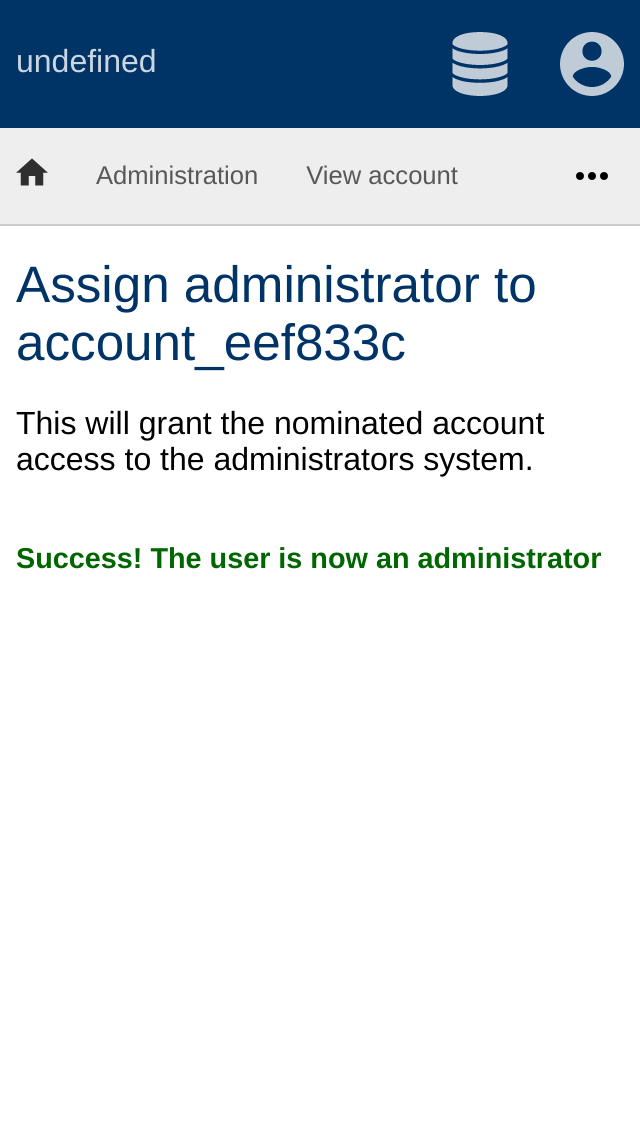 undefined
Administration View account
Assign administrator to
account_eef833c
This will grant the nominated account
access to the administrators system.
Success! The user is now an administrator